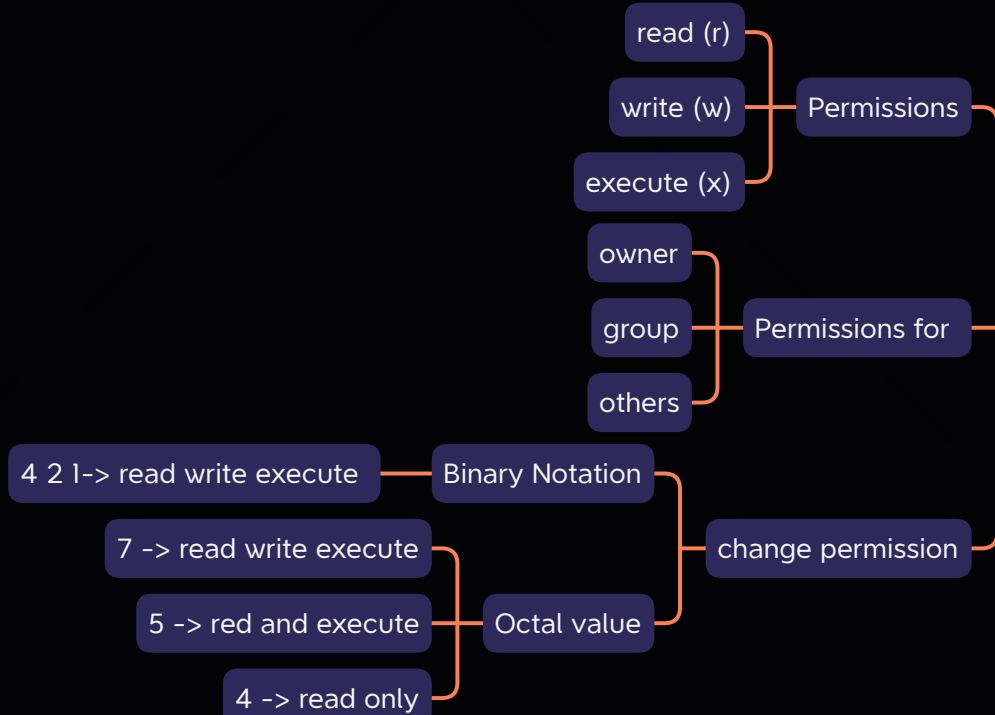 read (r)
write (w)
Permissions
execute (x)
owner
group
Permissions for
others
4 2 1-> read write execute
Binary Notation
7 -> read write execute
change permission
5 -> red and execute
Octal value
4 -> read only